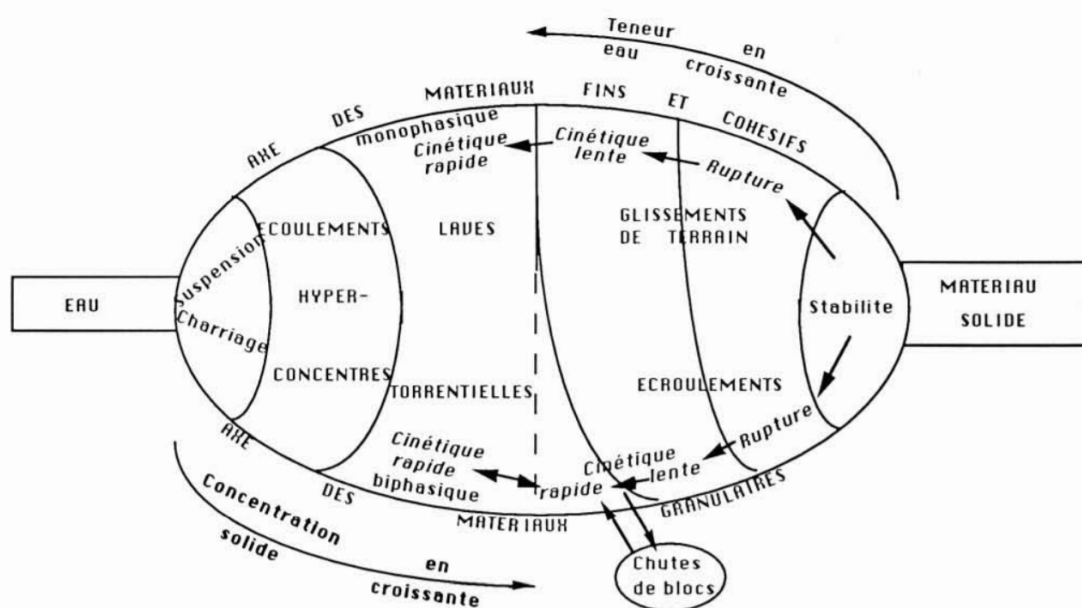 Teneur en
eau croissante
AXE DES MATERIAUX FINS ET COHESIFS
monophasique
Cinétique
rapide
Cinétique
lente
Rupture
Suspension
ECOULEMENTS
LAVES
GLISSEMENTS
DE TERRAIN
EAU
HYPER-
Stabilite
MATERIAU
SOLIDE
Charriage
CONCENTRES
TORRENTIELLES
ECROULEMENTS
Rupture
Cinétique
rapide
biphasique
Cinétique
rapide lente
AXE DES MATERIAUX GRANULAIRES
Concentration en
solide croissante
Chutes
de blocs